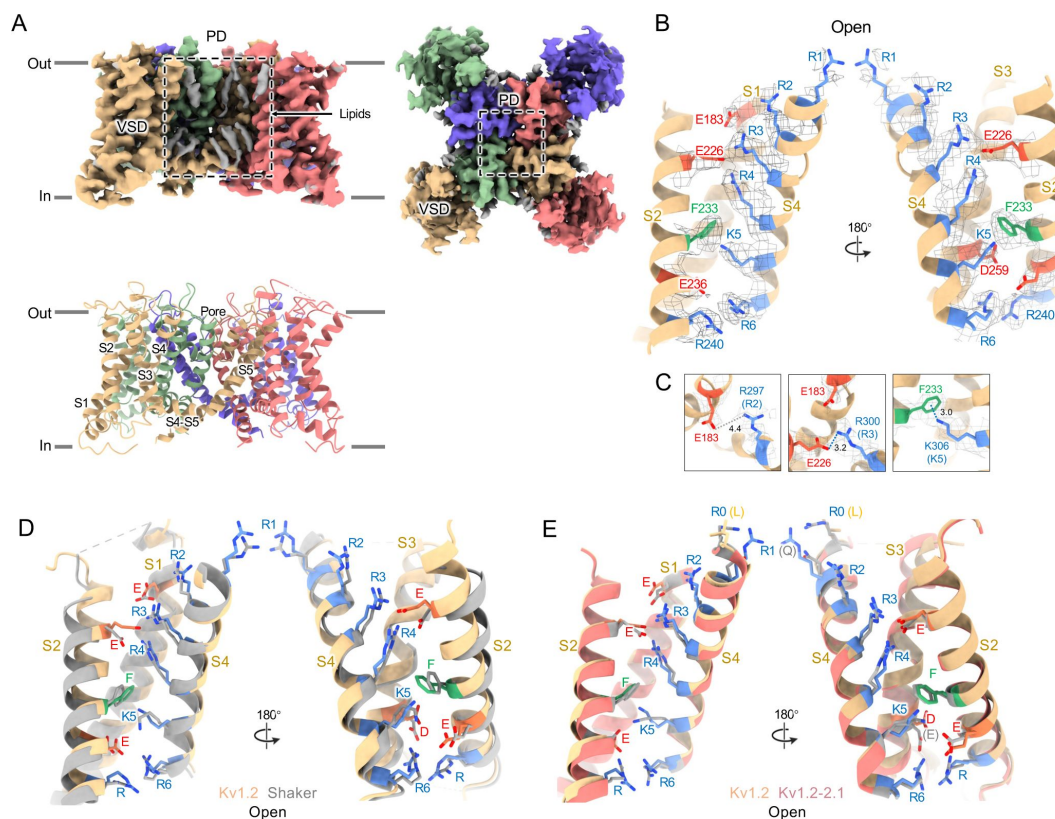 A
PD
Out
VSD
Lipids
In
PD
VSD
Out
Pore
S2
S4
S3
S5
S1
S4-S5
In
B
Open
R1
R1
S3
S1
R2
R2
E183
R3
R3
E226
E226
R4
R4
S4
S2
S2
F233
S4
F233
K5
180°
K5
D259
E236
R6
R240
R240
R6
C
R297
(R2)
4.4
E183
E183
R300
(R3)
3.2
E226
F233
3.0
K306
(K5)
D
R1
R2
R2
S3
S1
E
R3
R3
E
S2
E
R4
R4
S2
S4
S4
F
F
K5
180°
K5
D
E
E
R
R6
R
R6
Kv1.2 Shaker
Open
E
R0 (L)
R0 (L)
R1 (Q)
S3
S1
R2
R2
E
R3
R3
S2
E
E
R4
R4
S2
S4
S4
F
F
K5
180°
K5
D
E
(E)
E
R
R6
R6
R
Kv1.2 Kv1.2-2.1
Open